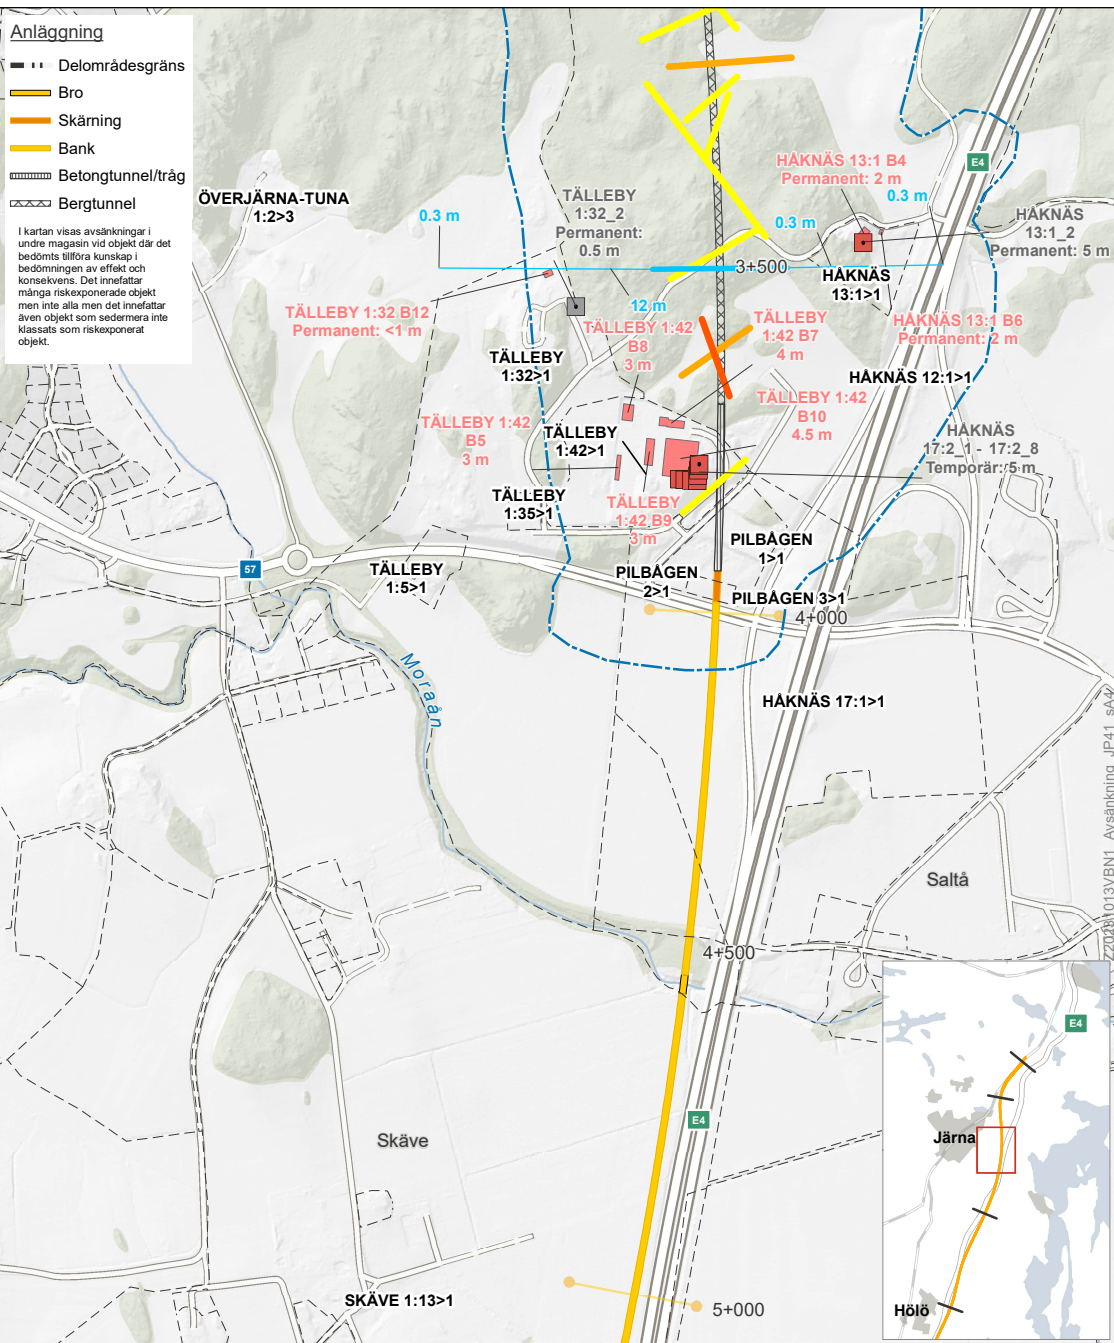 Anläggning
Delområdesgräns
Bro
Skärning
Bank
Betongtunnel/tråg
Bergtunnel
I kartan visas avsänkningar i
undre magasin vid objekt där det
bedömts tillföra kunskap i
bedömningen av effekt och
konsekvens. Det innefattar
många riskexponerade objekt
men inte alla men det innefattar
även objekt som sedermera inte
klassats som riskexponerat
objekt.
ÖVERJÄRNA-TUNA
1:2>3
0.3 m
TÄLLEBY
1:32_2
Permanent:
0.5 m
HÅKNÄS 13:1 B4
Permanent: 2 m
E4
0.3 m
0.3 m
HÅKNÄS
13:1_2
Permanent: 5 m
3+500
HÅKNÄS
13:1>1
12 m
TÄLLEBY 1:32 B12
Permanent: <1 m
TÄLLEBY 1:42
B8
3 m
TÄLLEBY
1:42 B7
4 m
HÅKNÄS 13:1 B6
Permanent: 2 m
TÄLLEBY
1:32>1
HÅKNÄS 12:1>1
TÄLLEBY 1:42
B10
4.5 m
TÄLLEBY 1:42
B5
3 m
TÄLLEBY
1:42>1
HÅKNÄS
17:2_1 - 17:2_8
Temporär: 5 m
TÄLLEBY
1:35>1
TÄLLEBY
1:42 B9
3 m
PILBÅGEN
1>1
57
TÄLLEBY
1:5>1
PILBÅGEN
2>1
PILBÅGEN 3>1
4+000
Moraån
HÅKNÄS 17:1>1
Saltå
4+500
Z20231013VBN1_Avsänkning_JP41_sA4
E4
Skäve
E4
Järna
Hölö
SKÄVE 1:13>1
5+000